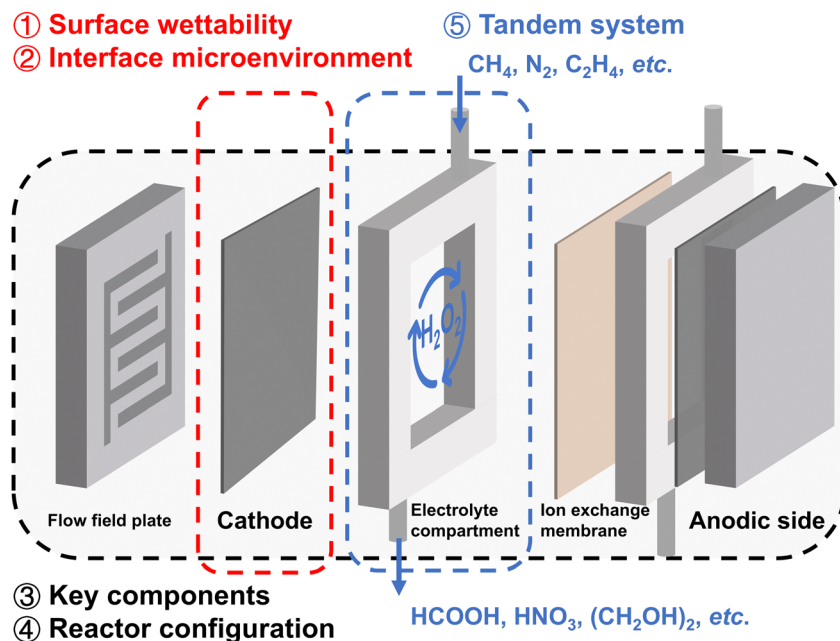 ① Surface wettability
② Interface microenvironment
⑤ Tandem system
CH₄, N₂, C₂H₄, etc.
H₂O₂
Flow field plate
Cathode
Electrolyte
compartment
Ion exchange
membrane
Anodic side
③ Key components
④ Reactor configuration
HCOOH, HNO₃, (CH₂OH)₂, etc.